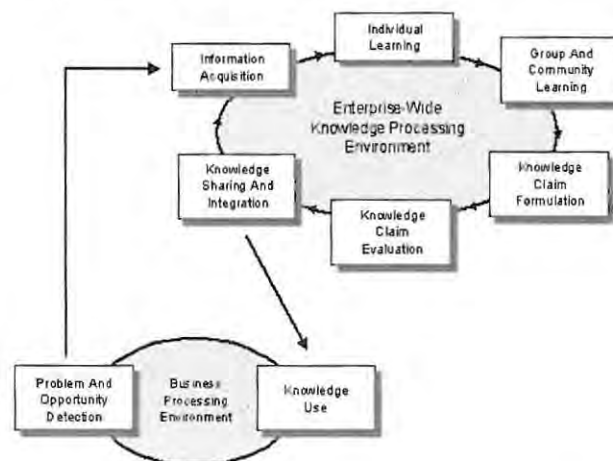 Individual
Learning
Information
Acquisition
Group And
Community
Learning
Enterprise-Wide
Knowledge Processing
Environment
Knowledge
Sharing And
Integration
Knowledge
Claim
Formulation
Knowledge
Claim
Evaluation
Problem And
Opportunity
Detection
Business
Processing
Environment
Knowledge
Use